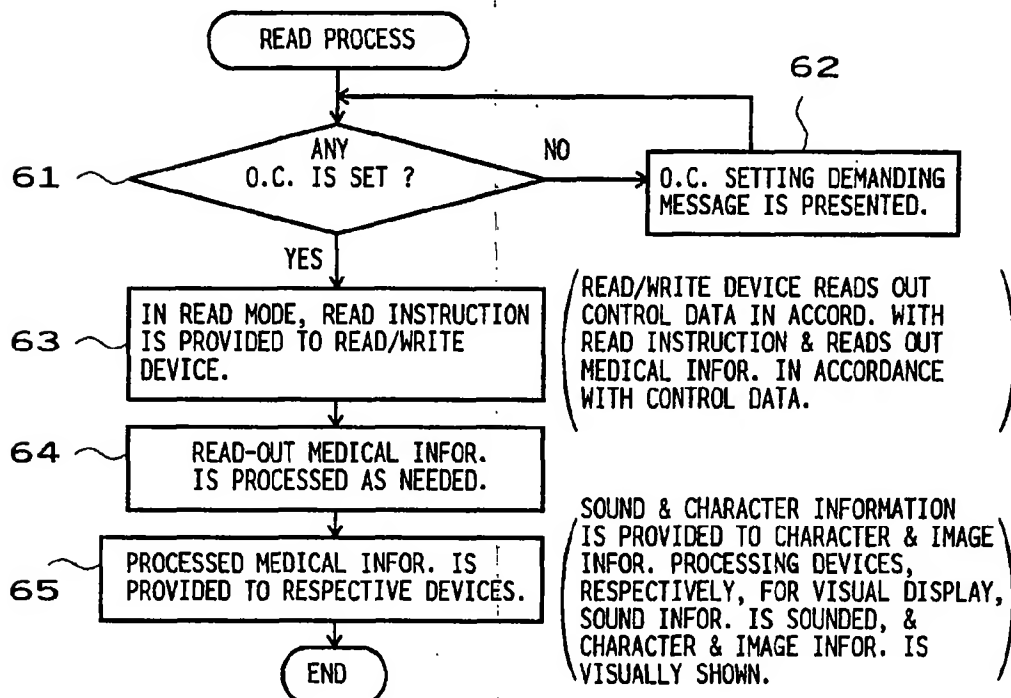 READ PROCESS
62
ANY
O.C. IS SET ?
NO
61
O.C. SETTING DEMANDING
MESSAGE IS PRESENTED.
YES
63
IN READ MODE, READ INSTRUCTION
IS PROVIDED TO READ/WRITE
DEVICE.
READ/WRITE DEVICE READS OUT
CONTROL DATA IN ACCORD. WITH
READ INSTRUCTION & READS OUT
MEDICAL INFOR. IN ACCORDANCE
WITH CONTROL DATA.
64
READ-OUT MEDICAL INFOR.
IS PROCESSED AS NEEDED.
65
PROCESSED MEDICAL INFOR. IS
PROVIDED TO RESPECTIVE DEVICES.
SOUND & CHARACTER INFORMATION
IS PROVIDED TO CHARACTER & IMAGE
INFOR. PROCESSING DEVICES,
RESPECTIVELY, FOR VISUAL DISPLAY,
SOUND INFOR. IS SOUNDED, &
CHARACTER & IMAGE INFOR. IS
VISUALLY SHOWN.
END